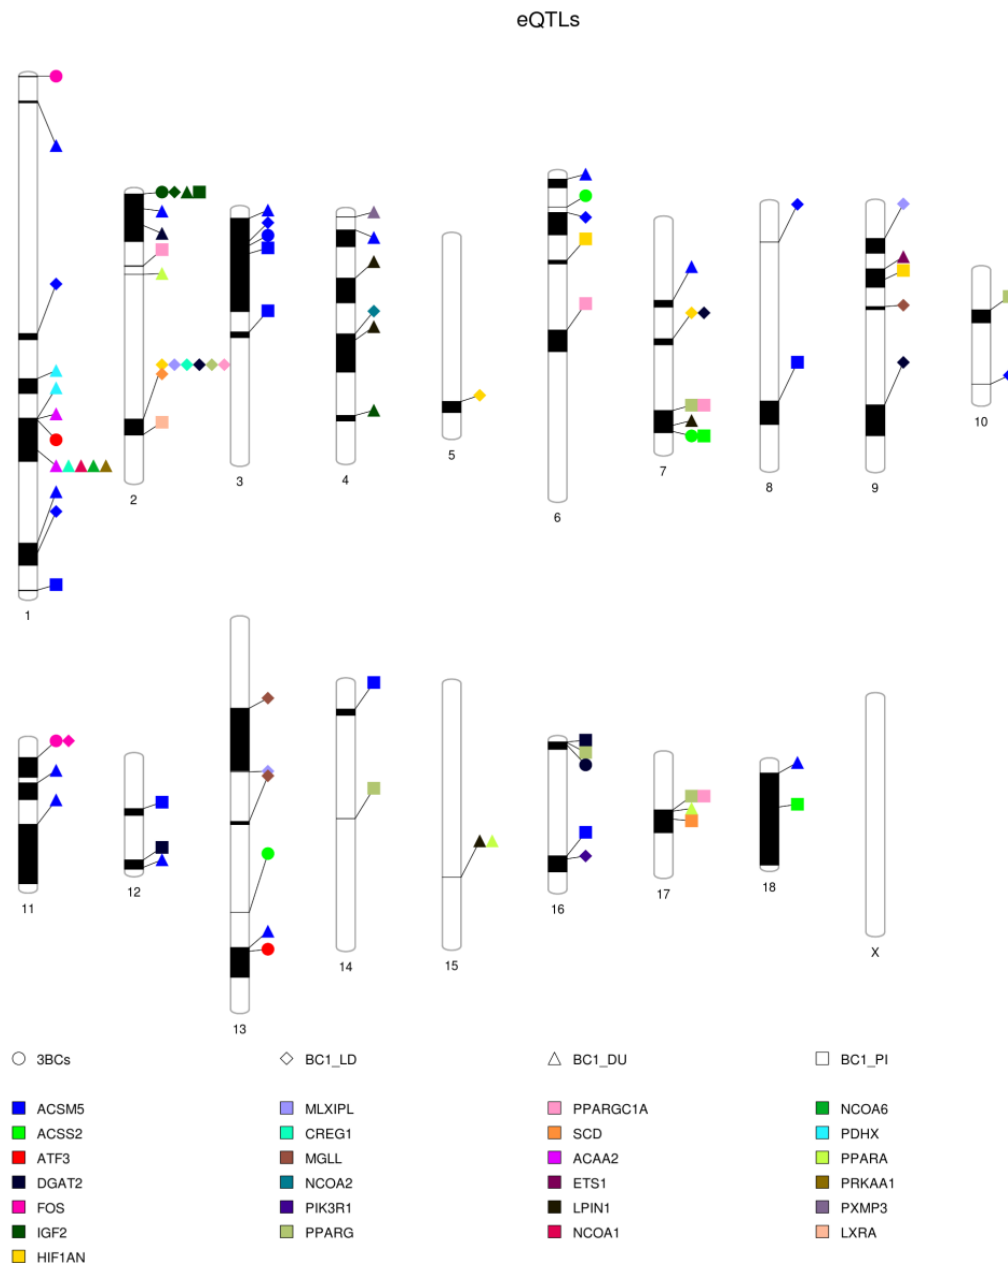 eQTLs
1
2
3
4
5
6
7
8
9
10
11
12
13
14
15
16
17
18
X
3BCs
BC1_LD
BC1_DU
BC1_PI
ACSM5
MLXIPL
PPARGC1A
NCOA6
ACSS2
CREG1
SCD
PDHX
ATF3
MGLL
ACAA2
PPARA
DGAT2
NCOA2
ETS1
PRKAA1
FOS
PIK3R1
LPIN1
PXMP3
IGF2
PPARG
NCOA1
LXRA
HIF1AN